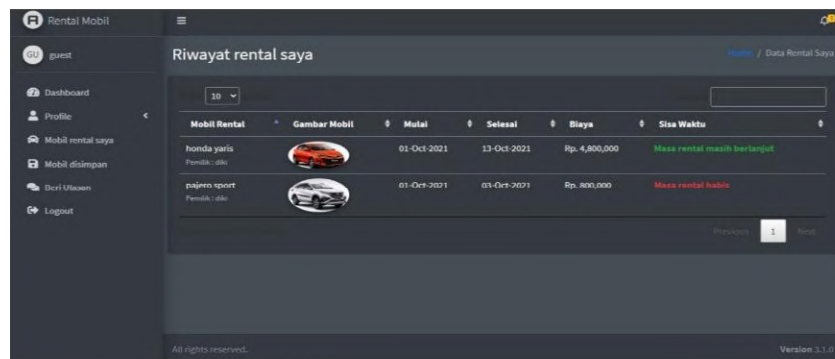 Rental Mobil
GU guest
Riwayat rental saya
Home / Data Rental Saya
Dashboard
Profile
Mobil rental saya
Mobil disimpan
Beri Ulasan
Logout
10
Mobil Rental Gambar Mobil Mulai Selesai Biaya Sisa Waktu
honda yaris 01-Oct-2021 13-Oct-2021 Rp. 4,800,000 Masa rental masih berlanjut
Pemilik : diki
pajero sport 01-Oct-2021 03-Oct-2021 Rp. 800,000 Masa rental habis
Pemilik : diki
Previous 1 Next
All rights reserved.
Version 3.1.0